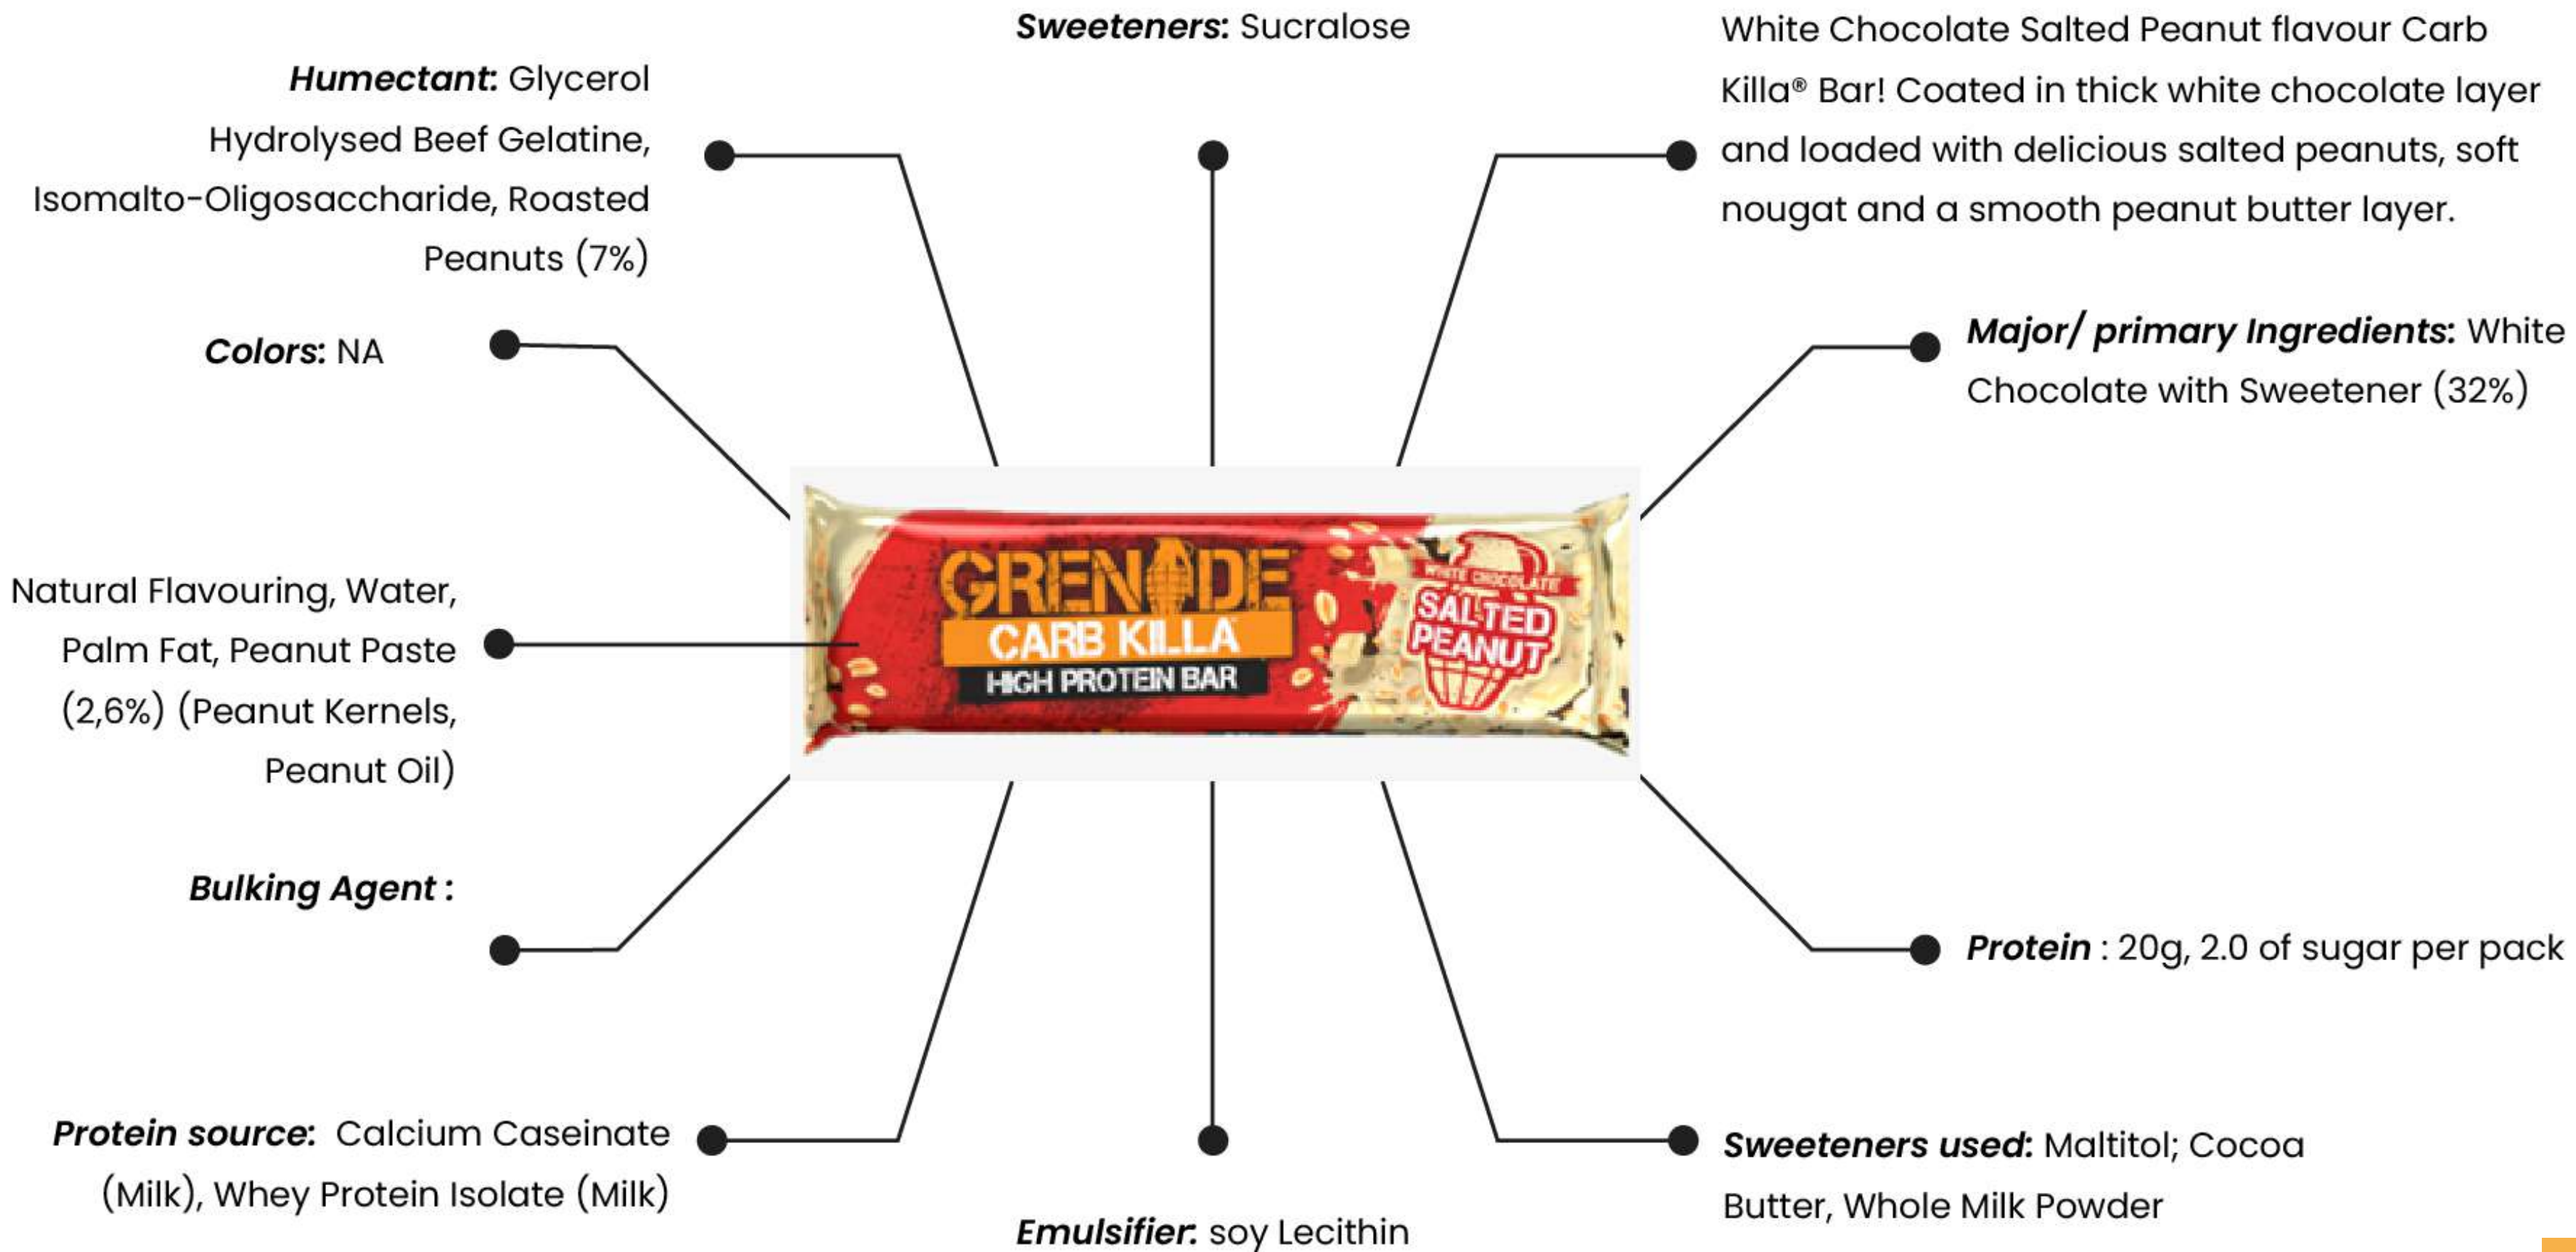 Sweeteners: Sucralose
Humectant: Glycerol
Hydrolysed Beef Gelatine,
Isomalto-Oligosaccharide, Roasted
Peanuts (7%)
White Chocolate Salted Peanut flavour Carb
Killa® Bar! Coated in thick white chocolate layer
and loaded with delicious salted peanuts, soft
nougat and a smooth peanut butter layer.
Colors: NA
Major/ primary Ingredients: White
Chocolate with Sweetener (32%)
Natural Flavouring, Water,
Palm Fat, Peanut Paste
(2,6%) (Peanut Kernels,
Peanut Oil)
GRENADE
CARB KILLA
HIGH PROTEIN BAR
WHITE CHOCOLATE
SALTED
PEANUT
Bulking Agent :
Protein : 20g, 2.0 of sugar per pack
Protein source: Calcium Caseinate
(Milk), Whey Protein Isolate (Milk)
Emulsifier: soy Lecithin
Sweeteners used: Maltitol; Cocoa
Butter, Whole Milk Powder